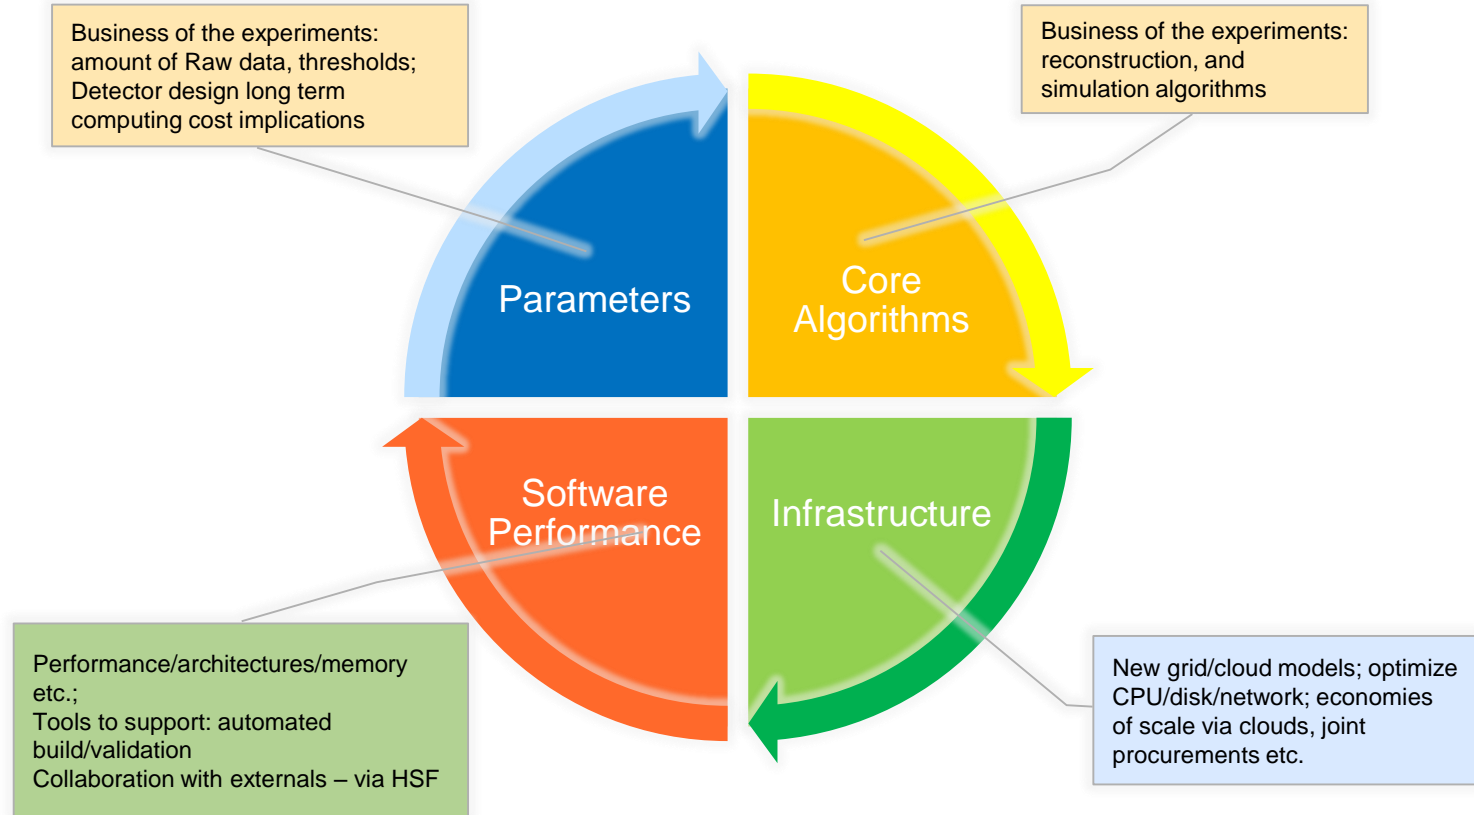 Business of the experiments:
amount of Raw data, thresholds;
Detector design long term
computing cost implications
Business of the experiments:
reconstruction, and
simulation algorithms
Parameters
Core
Algorithms
Software
Performance
Infrastructure
Performance/architectures/memory
etc.;
Tools to support: automated
build/validation
Collaboration with externals – via HSF
New grid/cloud models; optimize
CPU/disk/network; economies
of scale via clouds, joint
procurements etc.